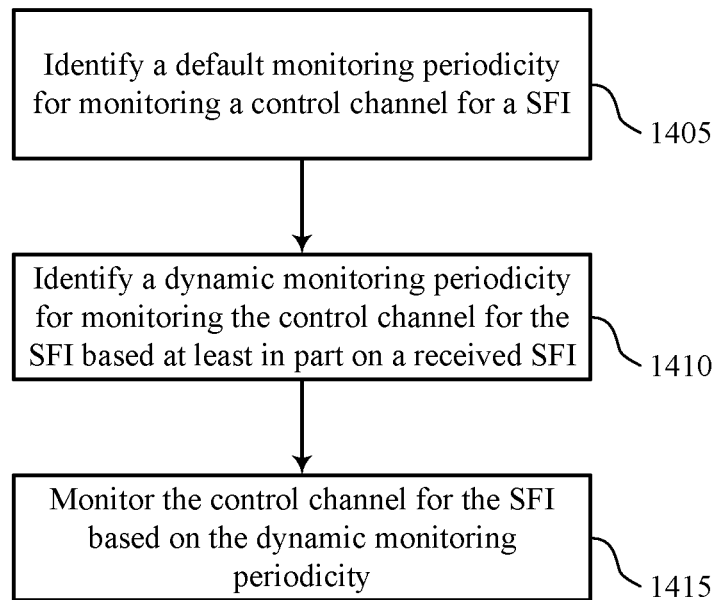 Identify a default monitoring periodicity
for monitoring a control channel for a SFI
1405
Identify a dynamic monitoring periodicity
for monitoring the control channel for the
SFI based at least in part on a received SFI
1410
Monitor the control channel for the SFI
based on the dynamic monitoring
periodicity
1415